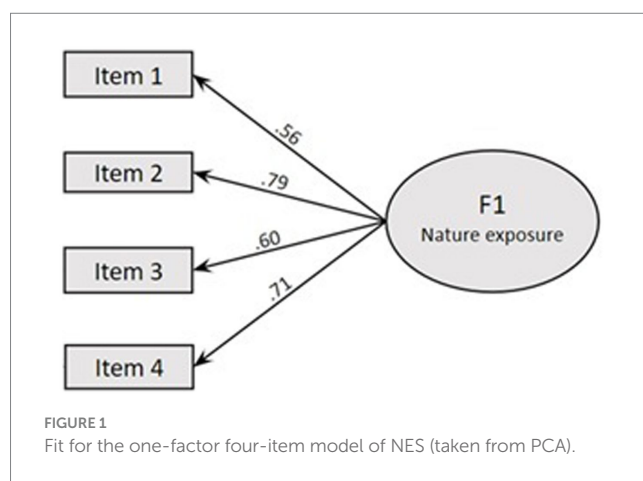 Item 1
.56
Item 2
.79
F1
Nature exposure
.60
Item 3
.71
Item 4
FIGURE 1
Fit for the one-factor four-item model of NES (taken from PCA).